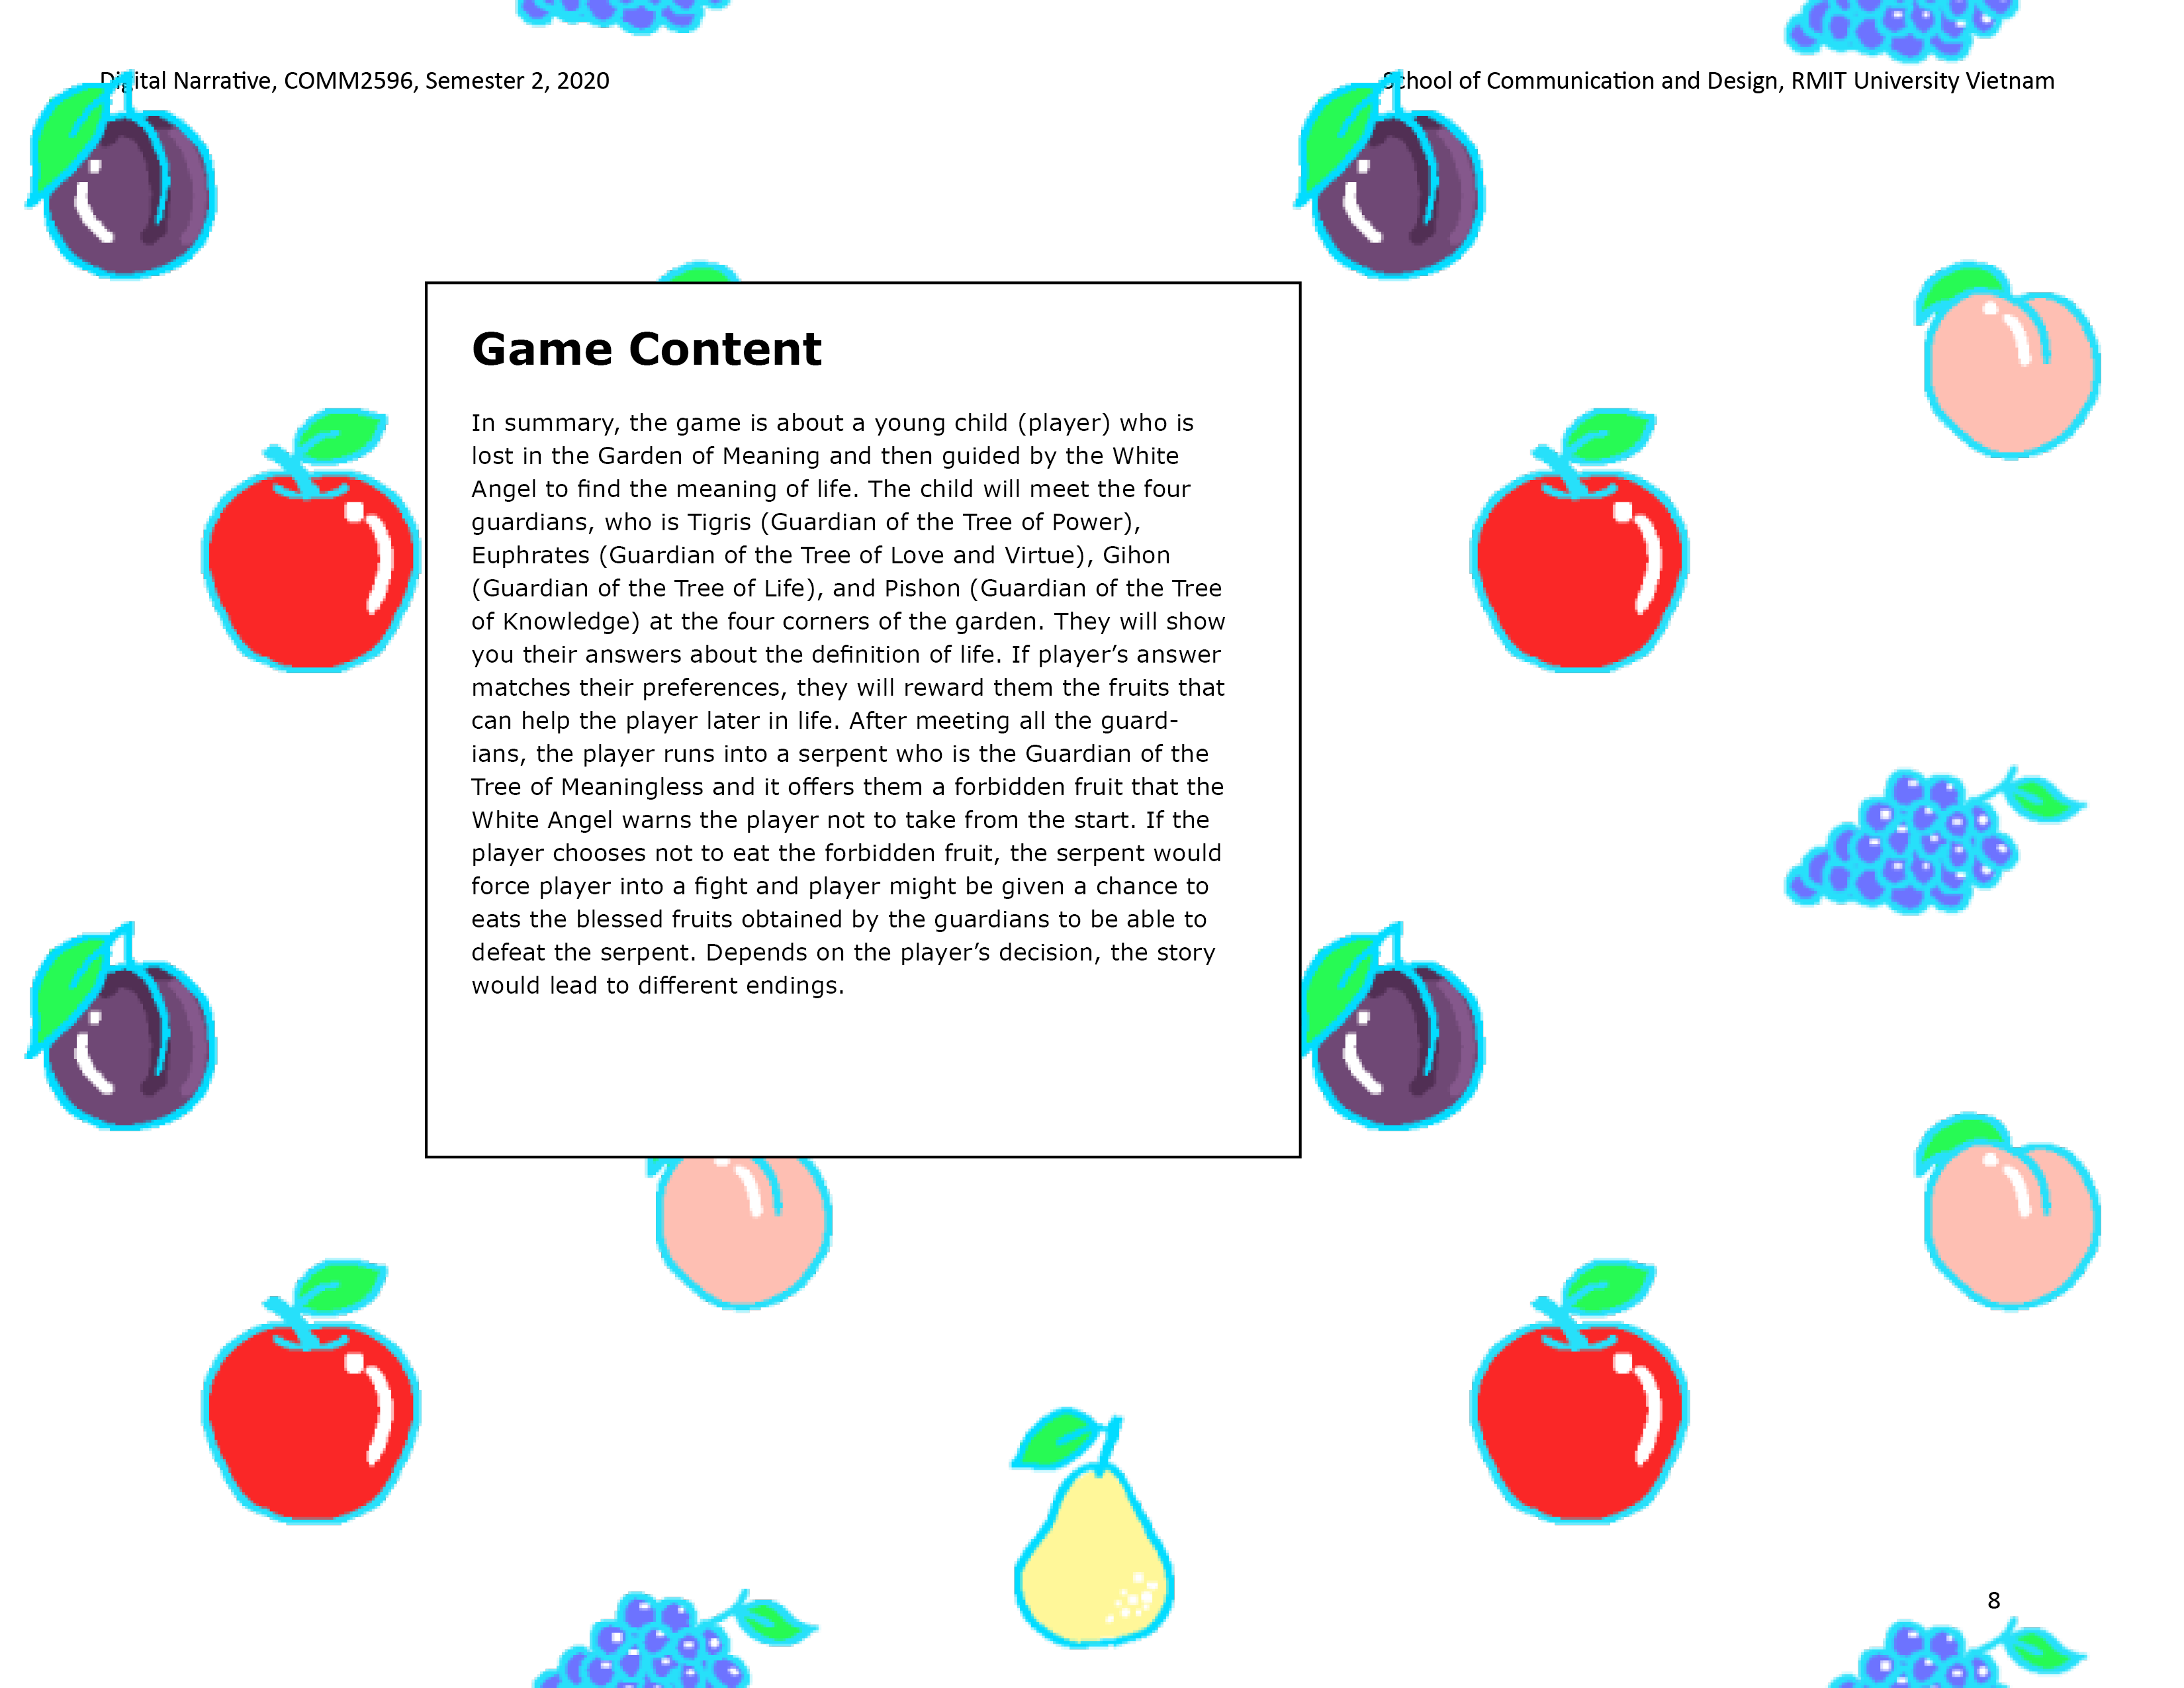 Digital Narrative, COMM2596, Semester 2, 2020
School of Communication and Design, RMIT University Vietnam
Game Content
In summary, the game is about a young child (player) who is
lost in the Garden of Meaning and then guided by the White
Angel to find the meaning of life. The child will meet the four
guardians, who is Tigris (Guardian of the Tree of Power),
Euphrates (Guardian of the Tree of Love and Virtue), Gihon
(Guardian of the Tree of Life), and Pishon (Guardian of the Tree
of Knowledge) at the four corners of the garden. They will show
you their answers about the definition of life. If player’s answer
matches their preferences, they will reward them the fruits that
can help the player later in life. After meeting all the guard-
ians, the player runs into a serpent who is the Guardian of the
Tree of Meaningless and it offers them a forbidden fruit that the
White Angel warns the player not to take from the start. If the
player chooses not to eat the forbidden fruit, the serpent would
force player into a fight and player might be given a chance to
eats the blessed fruits obtained by the guardians to be able to
defeat the serpent. Depends on the player’s decision, the story
would lead to different endings.
8